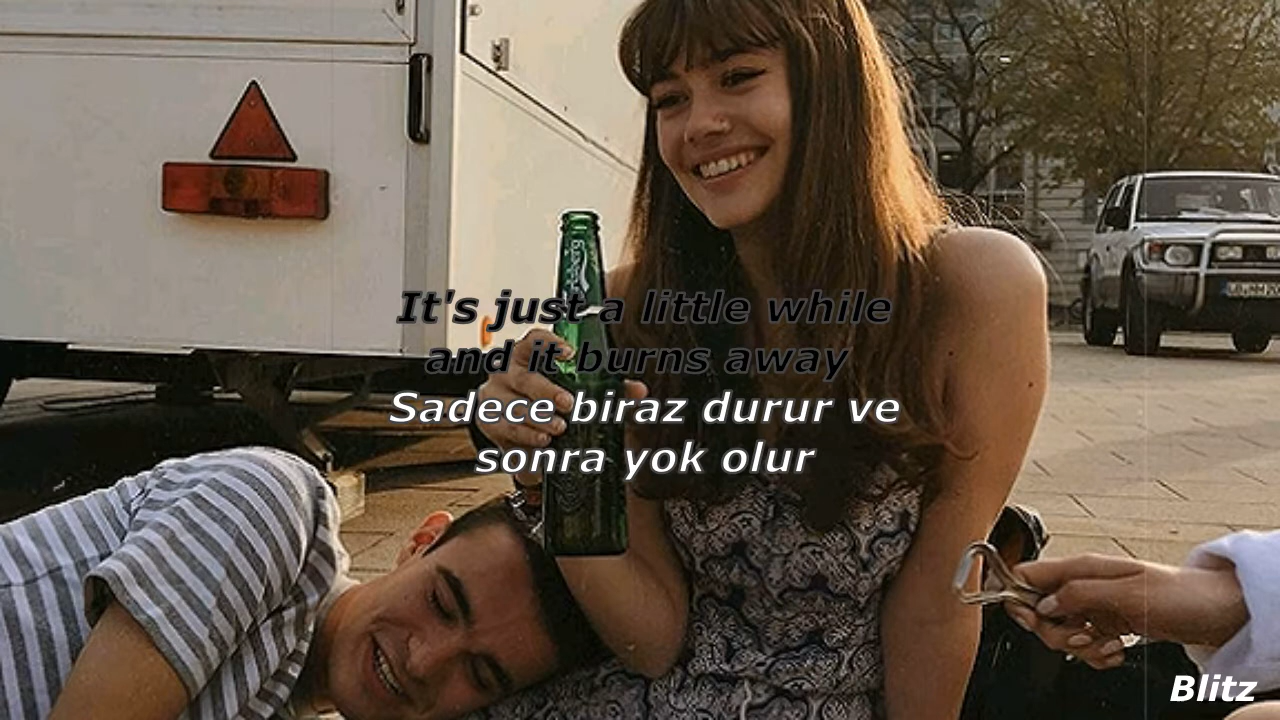 It's just a little while
and it burns away
Sadece biraz durur ve
sonra yok olur
Blitz